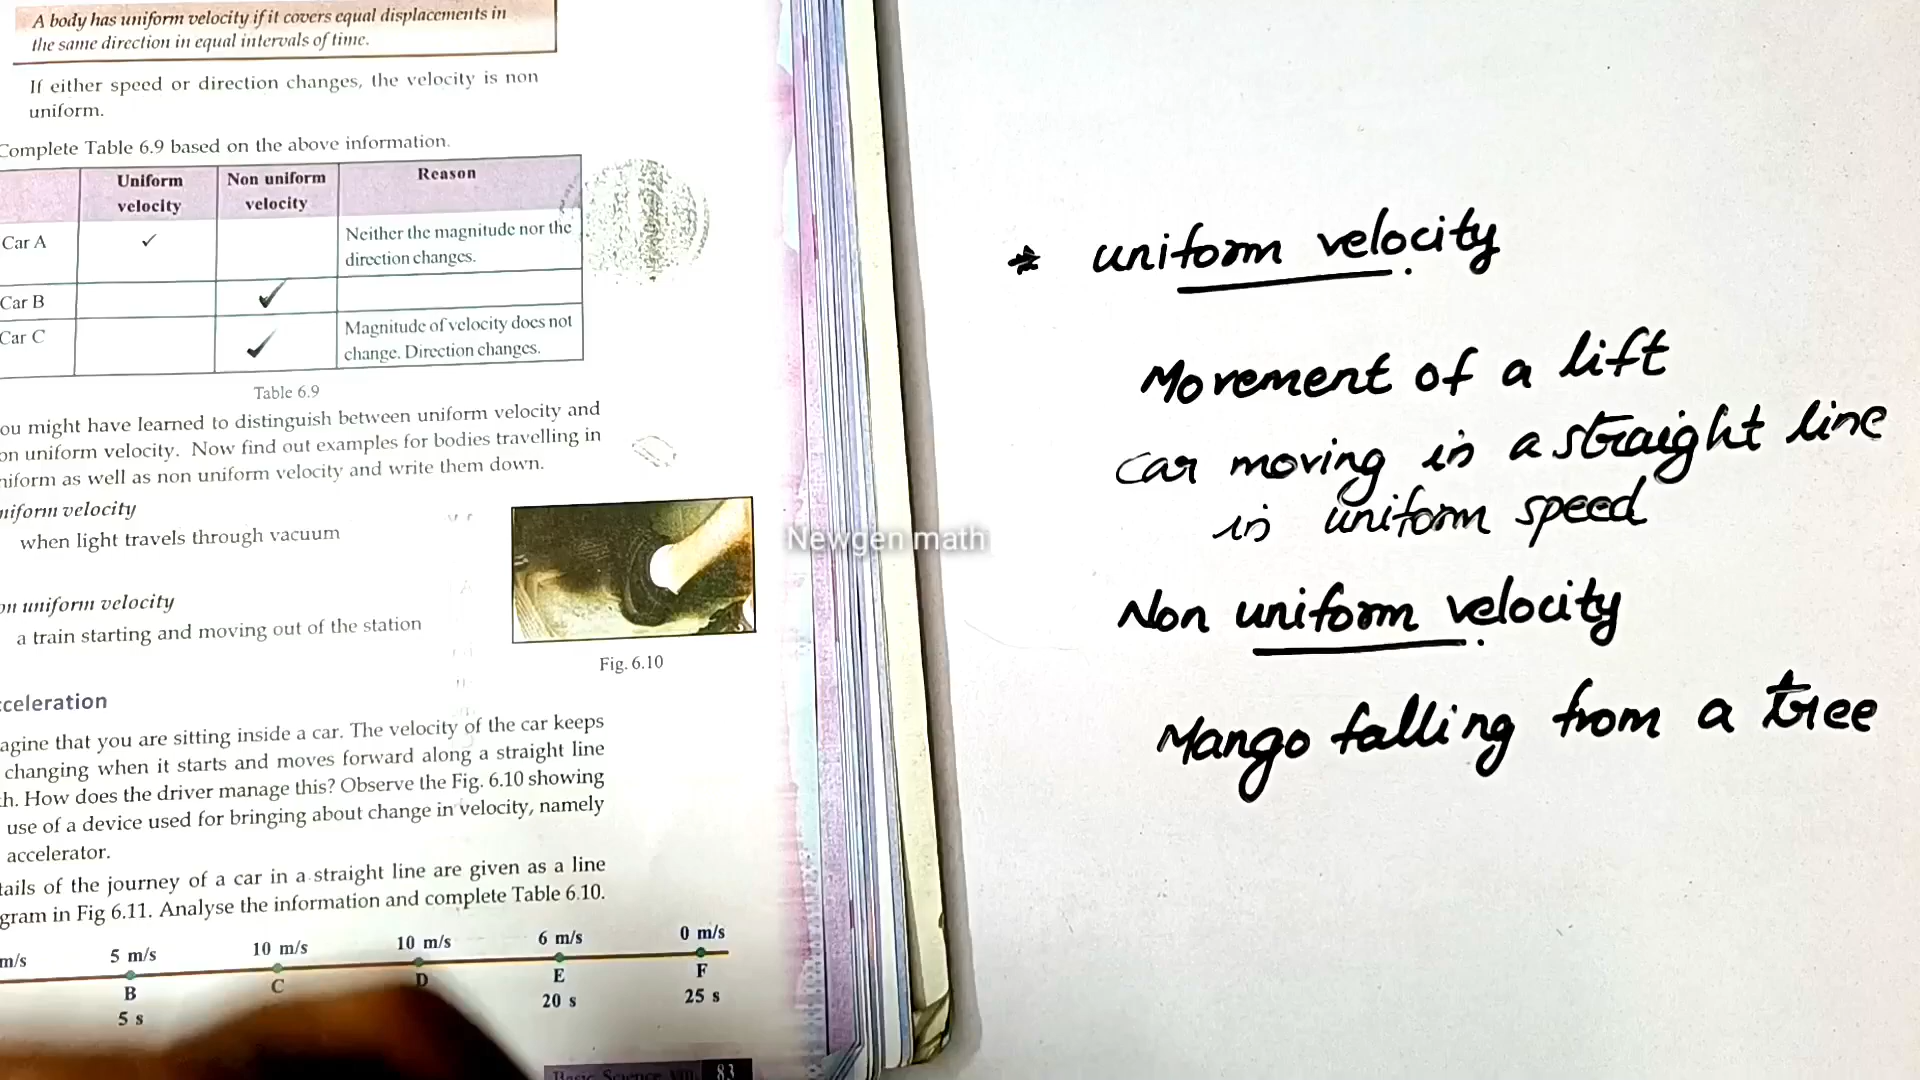 A body has uniform velocity if it covers equal displacements in
the same direction in equal intervals of time.
If either speed or direction changes, the velocity is non
uniform.
Complete Table 6.9 based on the above information.
Uniform velocity
Non uniform velocity
Reason
Car A
✓
Neither the magnitude nor the
direction changes.
Car B
✓
Car C
✓
Magnitude of velocity does not
change. Direction changes.
Table 6.9
ou might have learned to distinguish between uniform velocity and
on uniform velocity. Now find out examples for bodies travelling in
niform as well as non uniform velocity and write them down.
niform velocity
when light travels through vacuum
on uniform velocity
a train starting and moving out of the station
Fig. 6.10
cceleration
agine that you are sitting inside a car. The velocity of the car keeps
changing when it starts and moves forward along a straight line
th. How does the driver manage this? Observe the Fig. 6.10 showing
use of a device used for bringing about change in velocity, namely
accelerator.
tails of the journey of a car in a straight line are given as a line
gram in Fig 6.11. Analyse the information and complete Table 6.10.
m/s 5 m/s 10 m/s 10 m/s 6 m/s 0 m/s
B C D E F
5 s 20 s 25 s
Basic Science VIII 83
Newgen math
* uniform velocity
Movement of a lift
car moving in a straight line
in uniform speed
Non uniform velocity
Mango falling from a tree